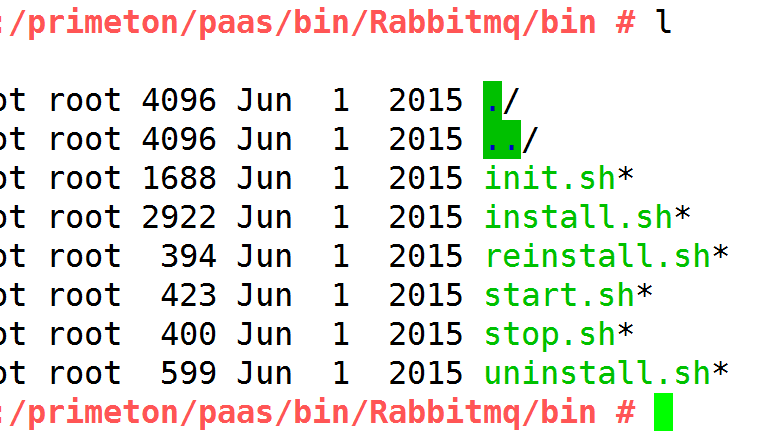 :/primeton/paas/bin/Rabbitmq/bin # l
ot root 4096 Jun  1  2015 ./
ot root 4096 Jun  1  2015 ../
ot root 1688 Jun  1  2015 init.sh*
ot root 2922 Jun  1  2015 install.sh*
ot root  394 Jun  1  2015 reinstall.sh*
ot root  423 Jun  1  2015 start.sh*
ot root  400 Jun  1  2015 stop.sh*
ot root  599 Jun  1  2015 uninstall.sh*
:/primeton/paas/bin/Rabbitmq/bin #